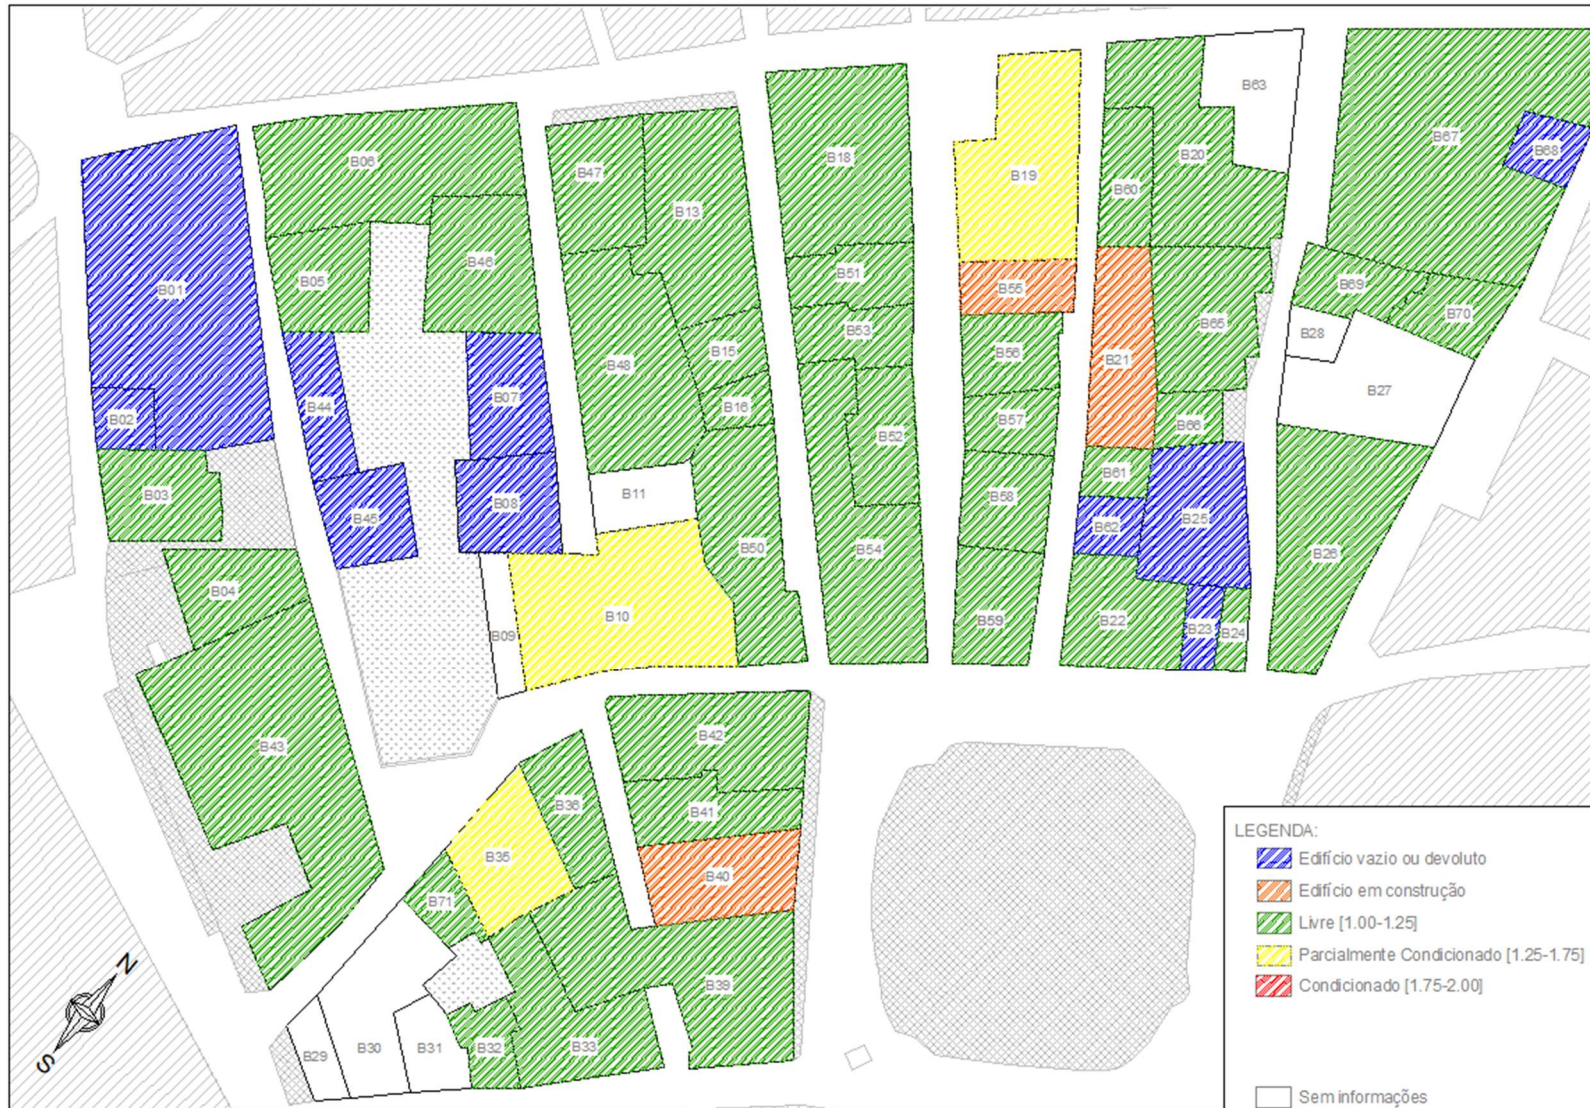 B63
B67
B68
B06
B47
B13
B18
B19
B60
B20
B01
B05
B46
B51
B55
B69
B70
B48
B15
B53
B56
B21
B65
B28
B27
B02
B44
B07
B16
B52
B57
B66
B03
B45
B08
B11
B58
B61
B62
B25
B26
B04
B09
B10
B50
B54
B59
B22
B23
B24
B43
B42
B36
B41
B35
B40
B71
B39
B29
B30
B31
B32
B33
N
S
LEGENDA:
Edifício vazio ou devoluto
Edifício em construção
Livre [1.00-1.25]
Parcialmente Condicionado [1.25-1.75]
Condicionado [1.75-2.00]
Sem informações